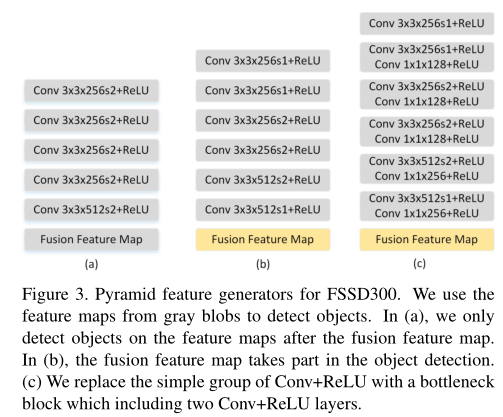 Conv 3x3x256s2+ReLU
Conv 3x3x256s2+ReLU
Conv 3x3x256s2+ReLU
Conv 3x3x256s2+ReLU
Conv 3x3x512s2+ReLU
Fusion Feature Map
(a)
Conv 3x3x256s1+ReLU
Conv 3x3x256s1+ReLU
Conv 3x3x256s2+ReLU
Conv 3x3x256s2+ReLU
Conv 3x3x512s2+ReLU
Conv 3x3x512s1+ReLU
Fusion Feature Map
(b)
Conv 3x3x256s1+ReLU
Conv 3x3x256s1+ReLU
Conv 1x1x128+ReLU
Conv 3x3x256s2+ReLU
Conv 1x1x128+ReLU
Conv 3x3x256s2+ReLU
Conv 1x1x128+ReLU
Conv 3x3x512s2+ReLU
Conv 1x1x256+ReLU
Conv 3x3x512s1+ReLU
Conv 1x1x256+ReLU
Fusion Feature Map
(c)
Figure 3. Pyramid feature generators for FSSD300. We use the
feature maps from gray blobs to detect objects. In (a), we only
detect objects on the feature maps after the fusion feature map.
In (b), the fusion feature map takes part in the object detection.
(c) We replace the simple group of Conv+ReLU with a bottleneck
block which including two Conv+ReLU layers.